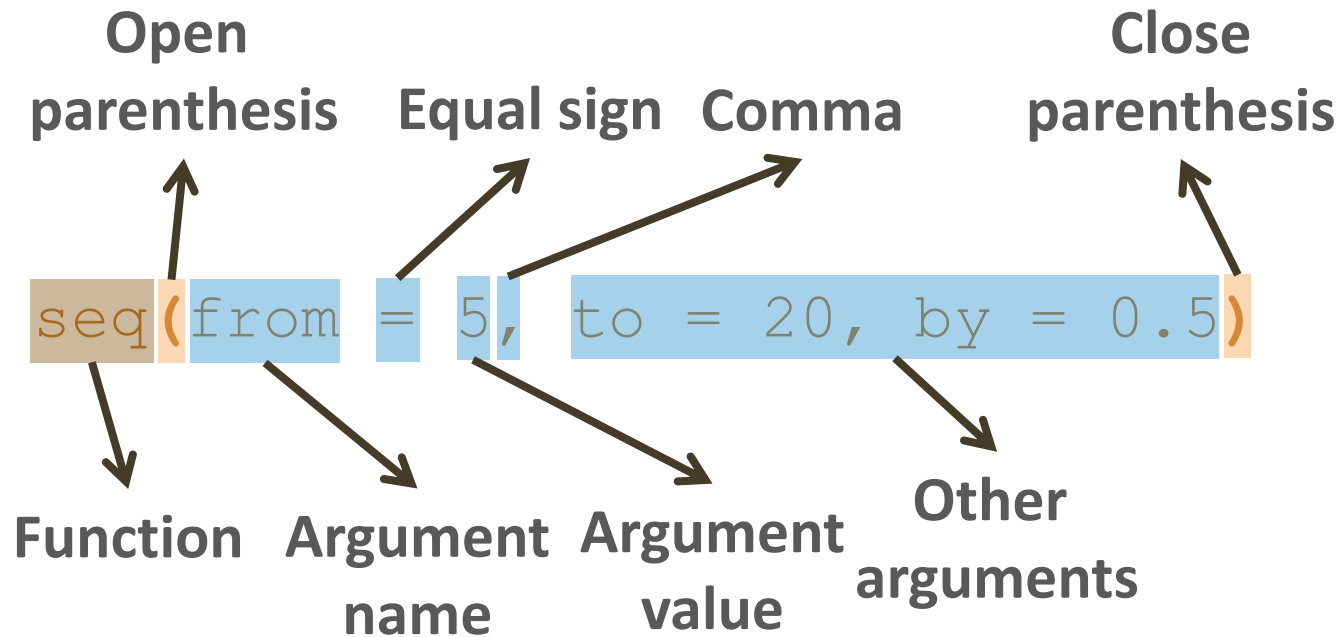 Open
parenthesis
Equal sign
Comma
Close
parenthesis
seq(from = 5, to = 20, by = 0.5)
Function
Argument
name
Argument
value
Other
arguments